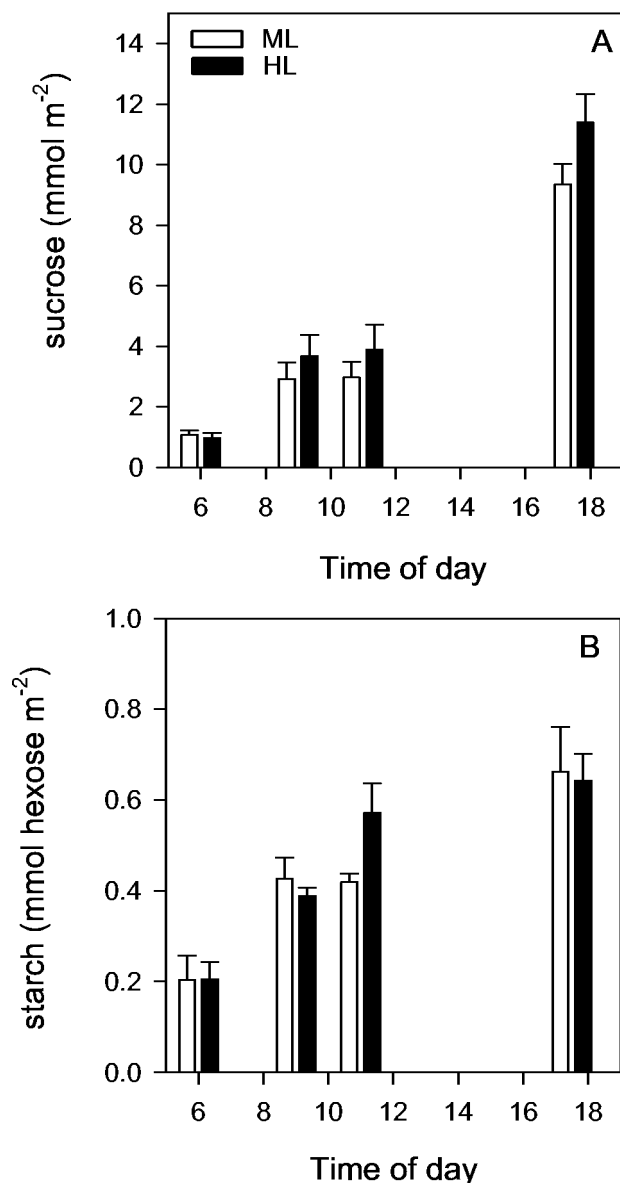 A
ML
HL
sucrose (mmol m⁻²)
14
12
10
8
6
4
2
0
6 8 10 12 14 16 18
Time of day
B
starch (mmol hexose m⁻²)
1.0
0.8
0.6
0.4
0.2
0.0
6 8 10 12 14 16 18
Time of day